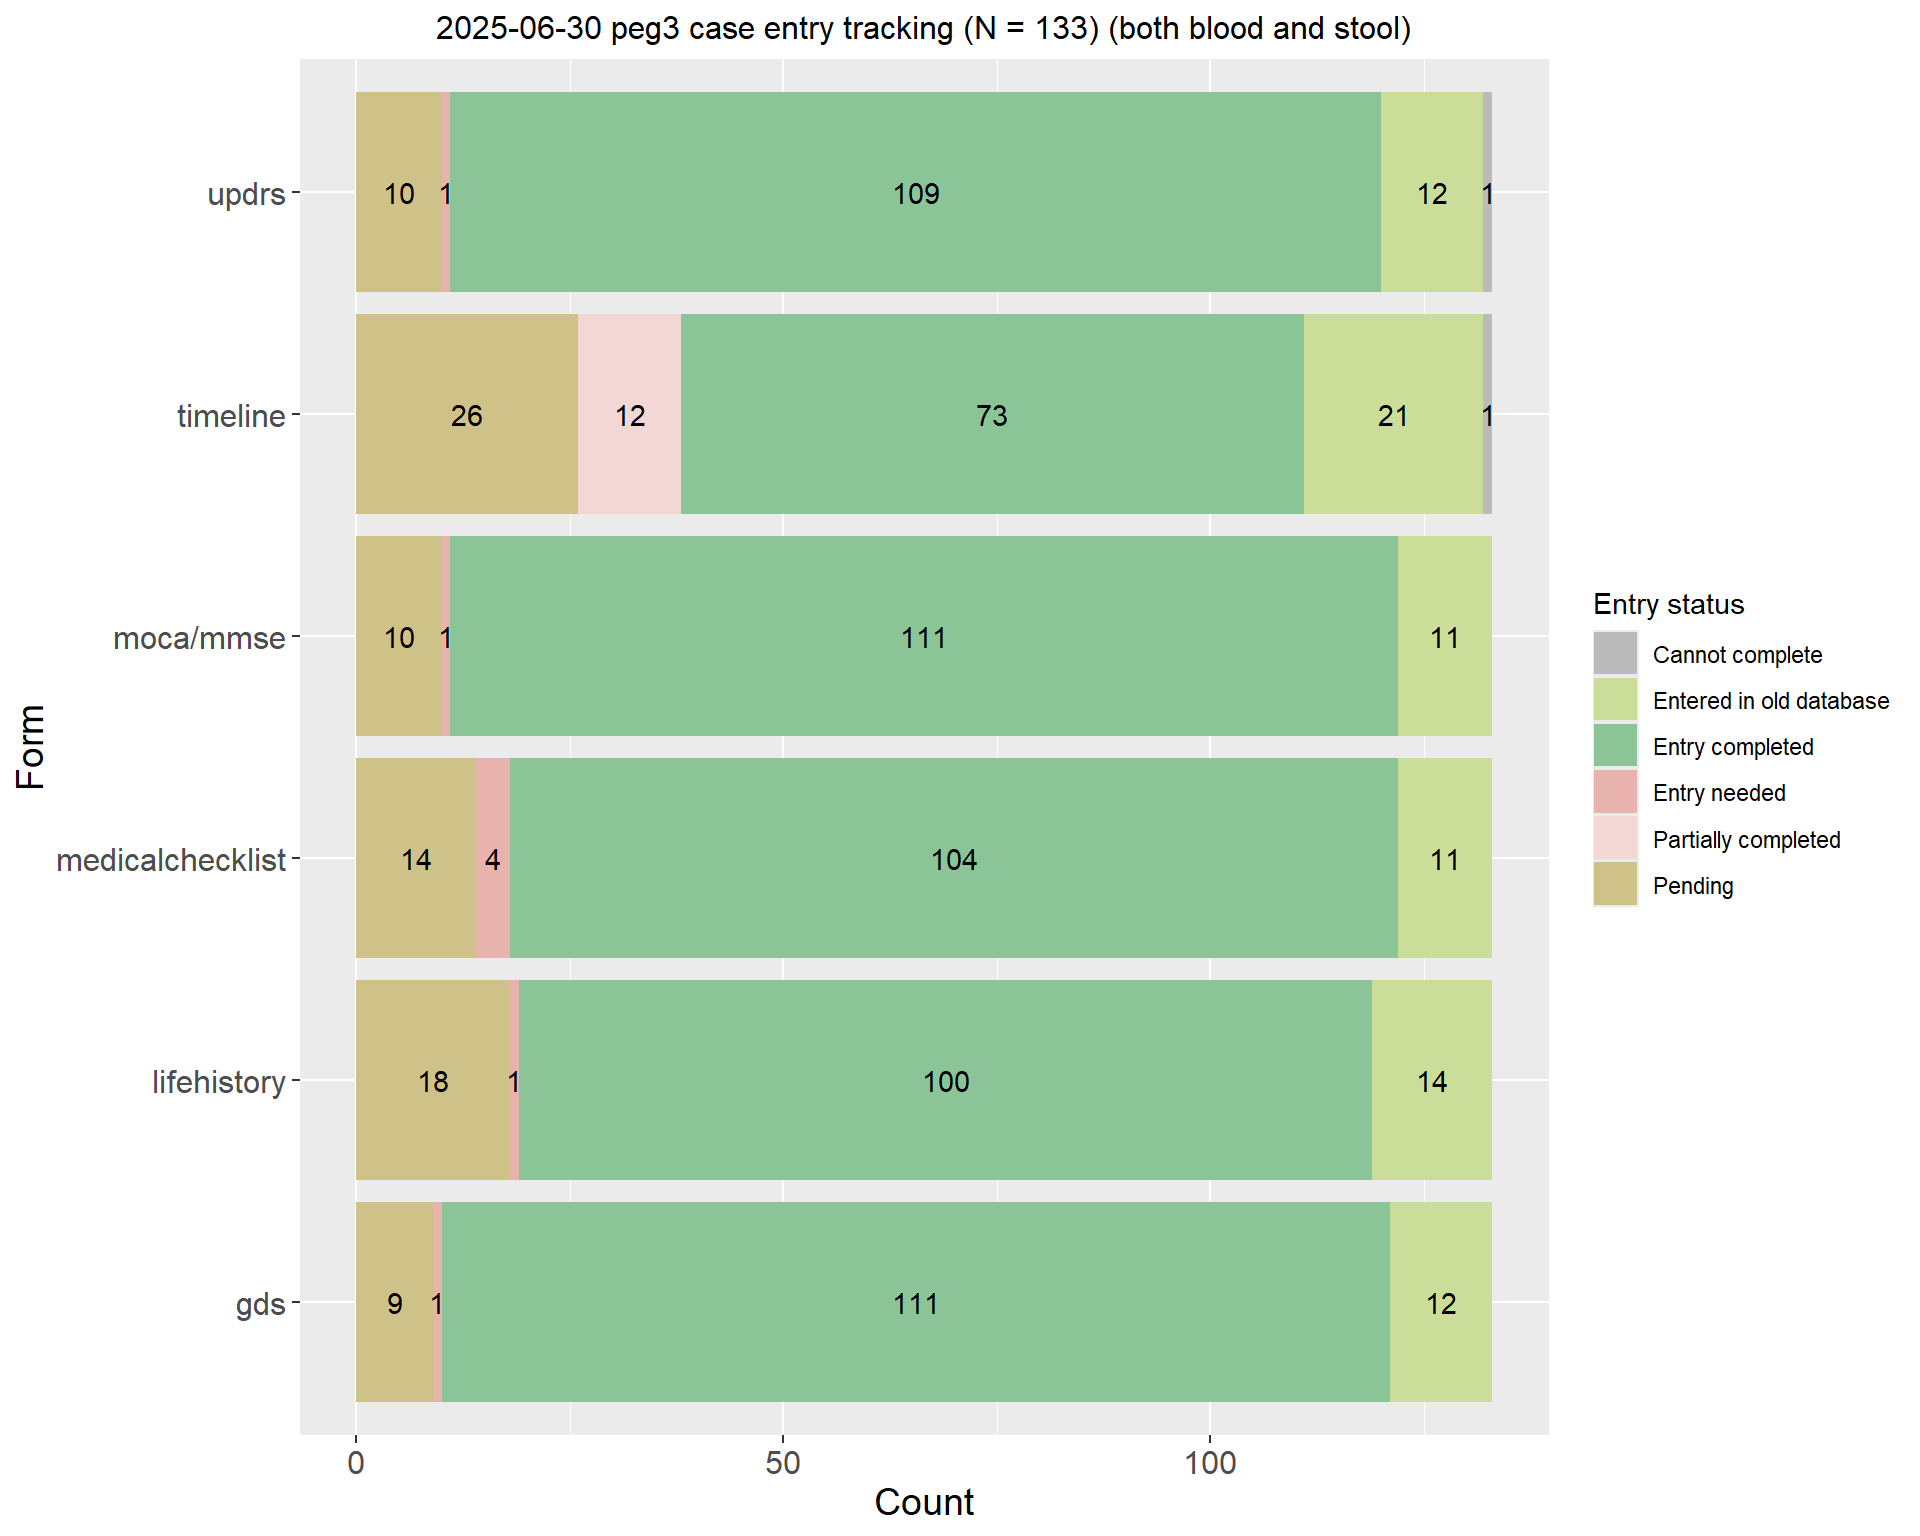 2025-06-30 peg3 case entry tracking (N = 133) (both blood and stool)
updrs
10 1 109 12 1
timeline
26 12 73 21 1
moca/mmse
10 1 111 11
medicalchecklist
14 4 104 11
lifehistory
18 1 100 14
gds
9 1 111 12
0 50 100
Count
Form
Entry status
Cannot complete
Entered in old database
Entry completed
Entry needed
Partially completed
Pending